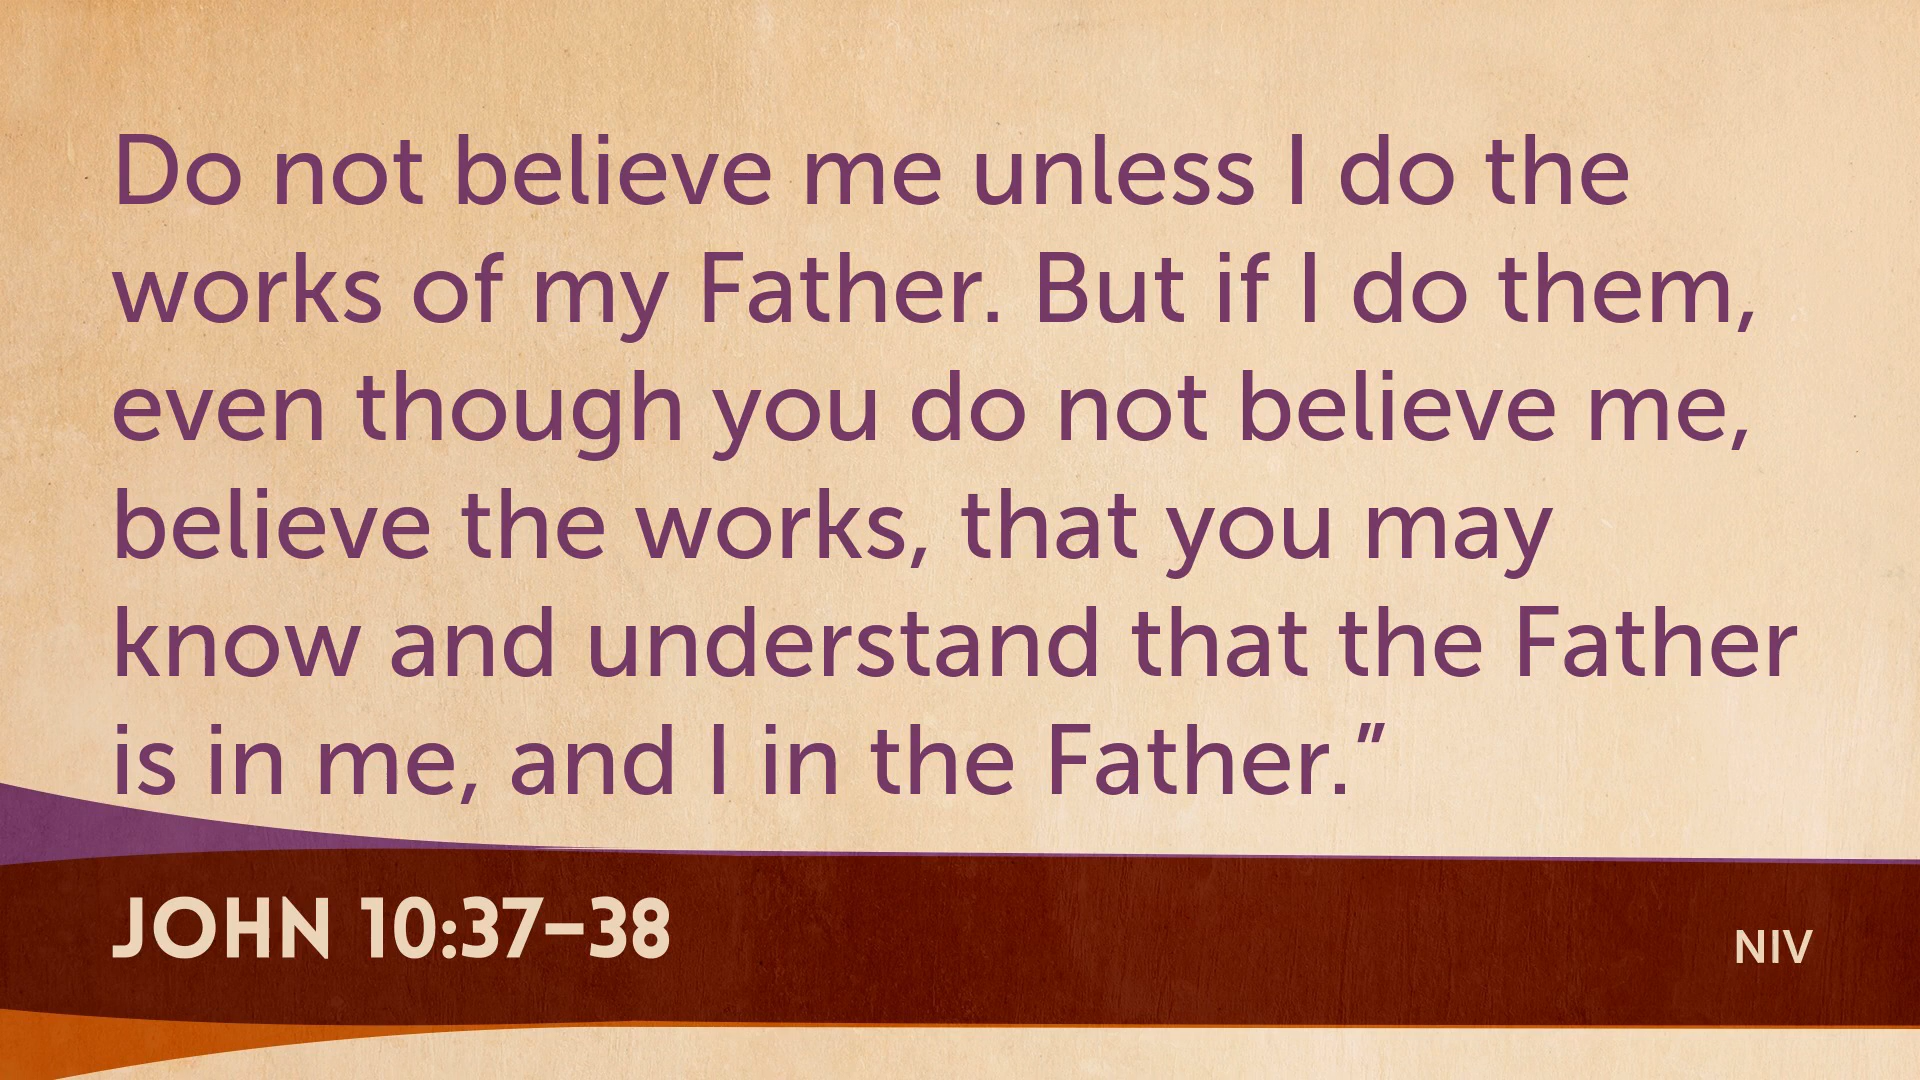 Do not believe me unless I do the
works of my Father. But if I do them,
even though you do not believe me,
believe the works, that you may
know and understand that the Father
is in me, and I in the Father.”
JOHN 10:37–38
NIV